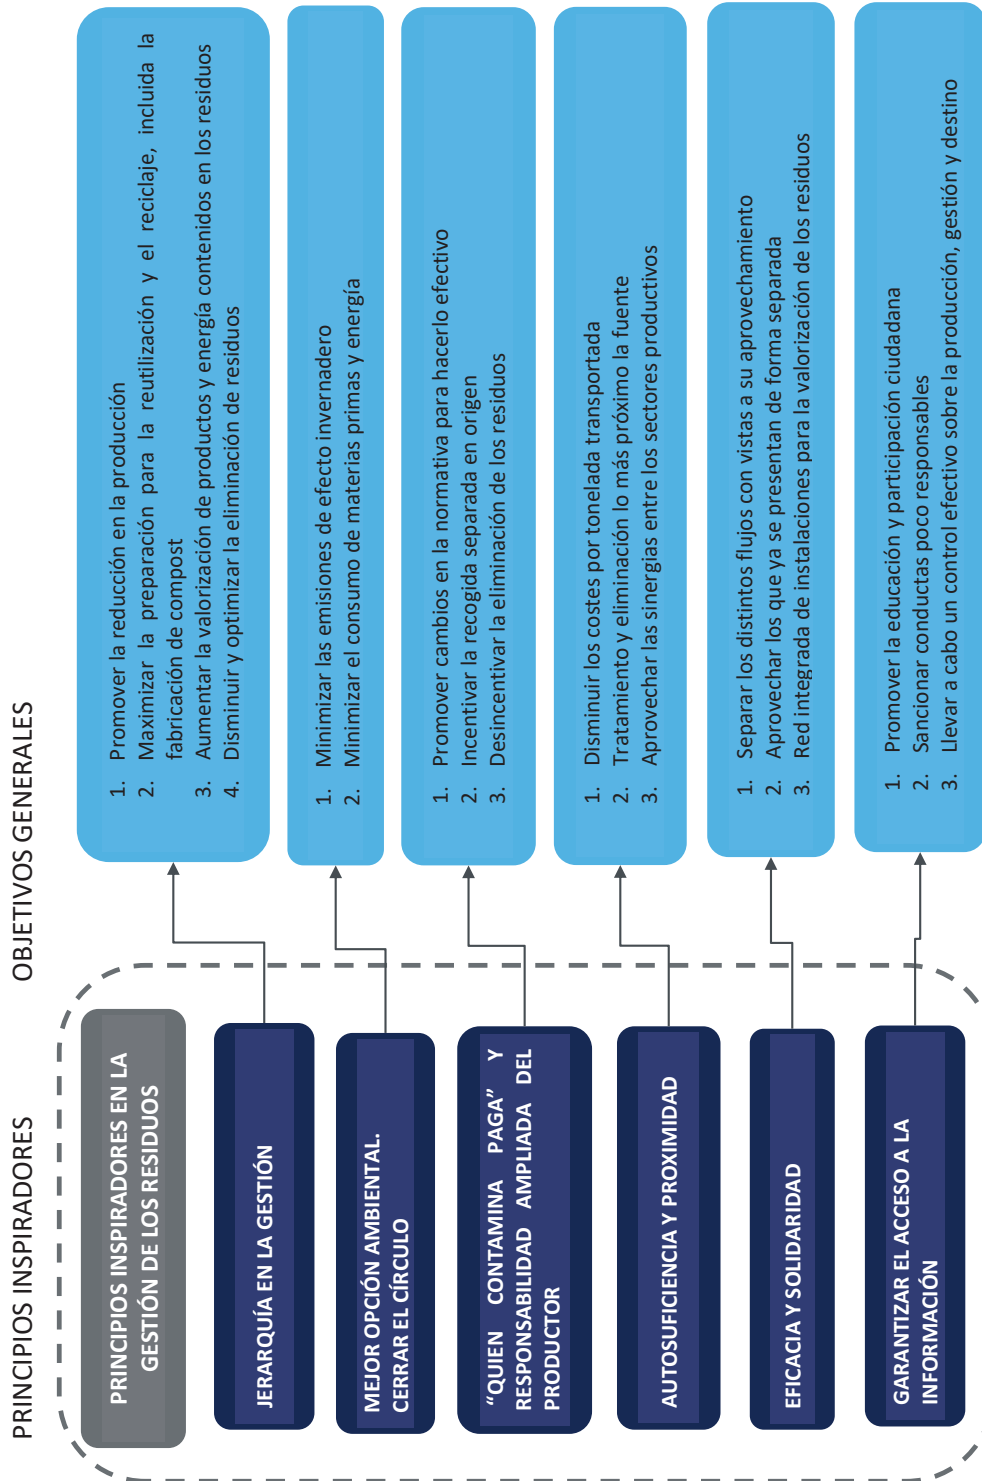 PRINCIPIOS INSPIRADORES
OBJETIVOS GENERALES
PRINCIPIOS INSPIRADORES EN LA
GESTIÓN DE LOS RESIDUOS
JERARQUÍA EN LA GESTIÓN
1. Promover la reducción en la producción
2. Maximizar la preparación para la reutilización y el reciclaje, incluida la
fabricación de compost
3. Aumentar la valorización de productos y energía contenidos en los residuos
4. Disminuir y optimizar la eliminación de residuos
MEJOR OPCIÓN AMBIENTAL.
CERRAR EL CÍRCULO
1. Minimizar las emisiones de efecto invernadero
2. Minimizar el consumo de materias primas y energía
“QUIEN CONTAMINA PAGA” Y
RESPONSABILIDAD AMPLIADA DEL
PRODUCTOR
1. Promover cambios en la normativa para hacerlo efectivo
2. Incentivar la recogida separada en origen
3. Desincentivar la eliminación de los residuos
AUTOSUFICIENCIA Y PROXIMIDAD
1. Disminuir los costes por tonelada transportada
2. Tratamiento y eliminación lo más próximo la fuente
3. Aprovechar las sinergias entre los sectores productivos
EFICACIA Y SOLIDARIDAD
1. Separar los distintos flujos con vistas a su aprovechamiento
2. Aprovechar los que ya se presentan de forma separada
3. Red integrada de instalaciones para la valorización de los residuos
GARANTIZAR EL ACCESO A LA
INFORMACIÓN
1. Promover la educación y participación ciudadana
2. Sancionar conductas poco responsables
3. Llevar a cabo un control efectivo sobre la producción, gestión y destino